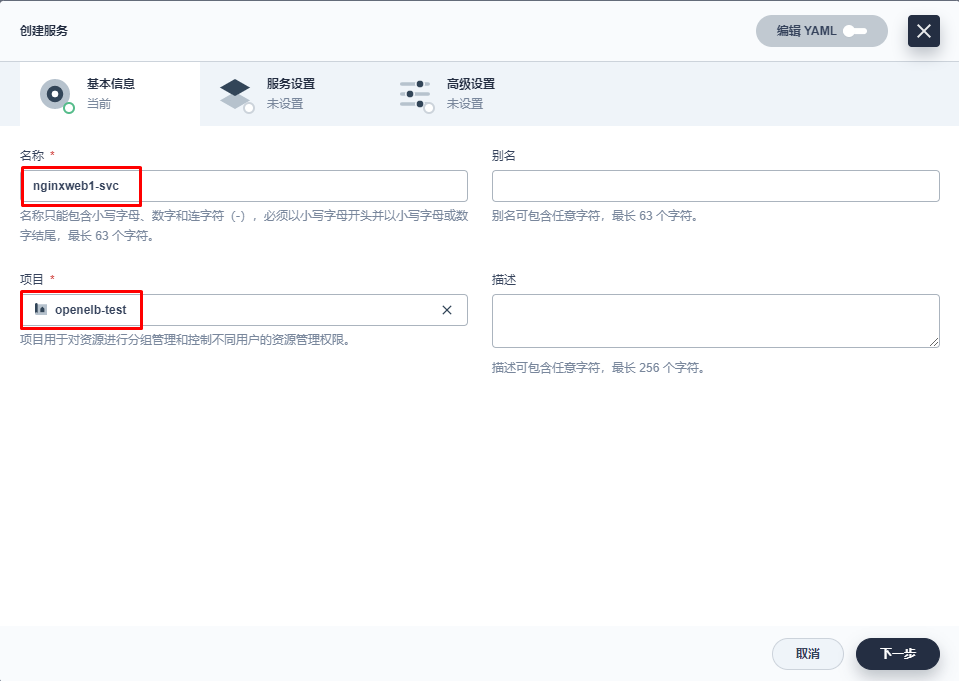 创建服务
编辑 YAML
基本信息
当前
服务设置
未设置
高级设置
未设置
名称 *
nginxweb1-svc
名称只能包含小写字母、数字和连字符（-），必须以小写字母开头并以小写字母或数
字结尾，最长 63 个字符。
别名
别名可包含任意字符，最长 63 个字符。
项目 *
openelb-test
项目用于对资源进行分组管理和控制不同用户的资源管理权限。
描述
描述可包含任意字符，最长 256 个字符。
取消
下一步